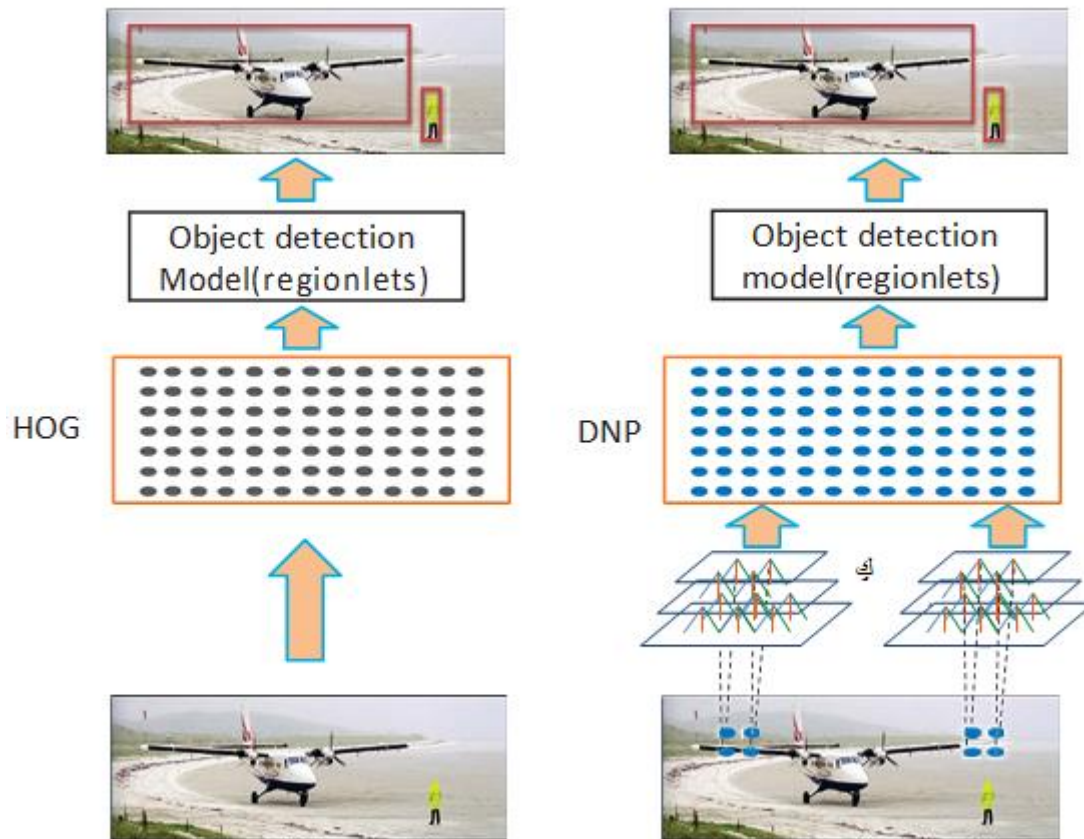 Object detection
Model(regionlets)
HOG
Object detection
model(regionlets)
DNP